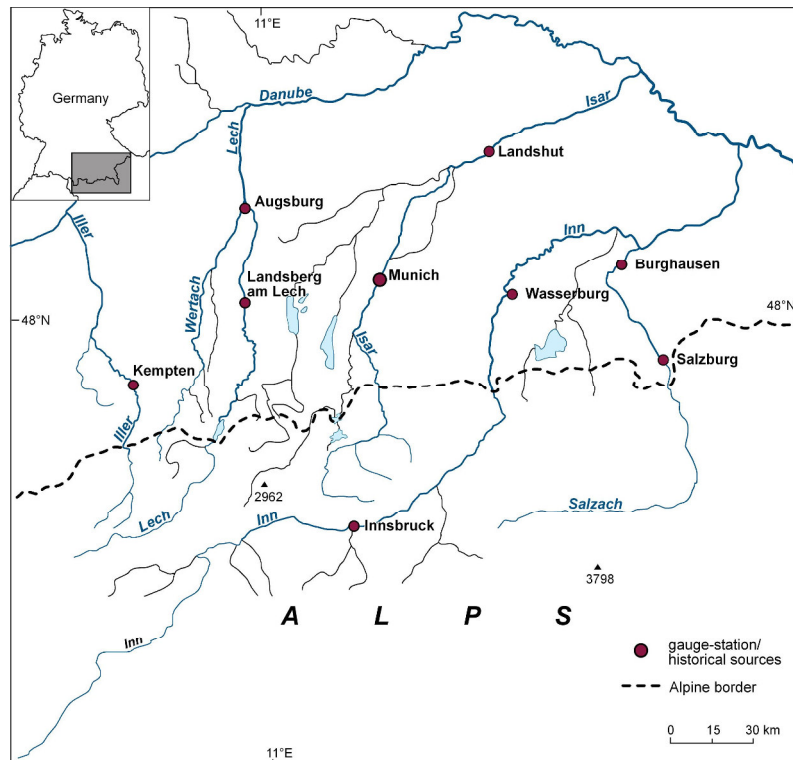 11°E
Germany
Danube
Isar
Lech
Landshut
Augsburg
Iller
Inn
Burghausen
Landsberg
am Lech
Munich
Wasserburg
Wertach
48°N
48°N
Isar
Salzburg
Kempten
Iller
2962
Lech
Inn
Innsbruck
Salzach
3798
A L P S
Inn
gauge-station/
historical sources
Alpine border
0 15 30 km
11°E